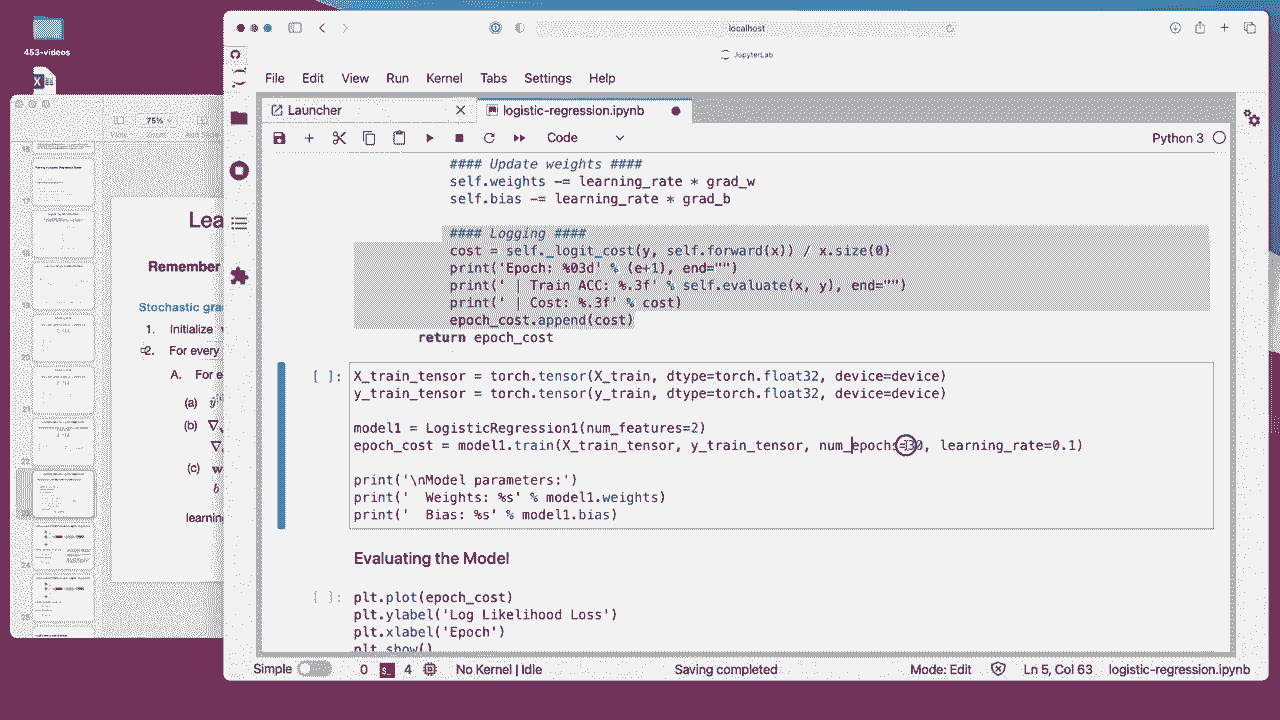 453-videos
localhost
JupyterLab
File Edit View Run Kernel Tabs Settings Help
Launcher
logistic-regression.ipynb
Code
Python 3
#### Update weights ####
self.weights -= learning_rate * grad_w
self.bias -= learning_rate * grad_b
#### Logging ####
cost = self._logit_cost(y, self.forward(x)) / x.size(0)
print('Epoch: %03d' % (e+1), end="")
print(' | Train ACC: %.3f' % self.evaluate(x, y), end="")
print(' | Cost: %.3f' % cost)
epoch_cost.append(cost)
return epoch_cost
[ ]:
X_train_tensor = torch.tensor(X_train, dtype=torch.float32, device=device)
y_train_tensor = torch.tensor(y_train, dtype=torch.float32, device=device)
model1 = LogisticRegression1(num_features=2)
epoch_cost = model1.train(X_train_tensor, y_train_tensor, num_epochs=30, learning_rate=0.1)
print('\nModel parameters:')
print('  Weights: %s' % model1.weights)
print('  Bias: %s' % model1.bias)
Evaluating the Model
[ ]:
plt.plot(epoch_cost)
plt.ylabel('Log Likelihood Loss')
plt.xlabel('Epoch')
plt.show()
Simple 0 4 No Kernel | Idle Saving completed Mode: Edit Ln 5, Col 63 logistic-regression.ipynb
75%
View Zoom Add Slide
Lea
Remember
Stochastic gra
1. Initialize
2. For every
A. For e
(a)
(b)
(c)
learning